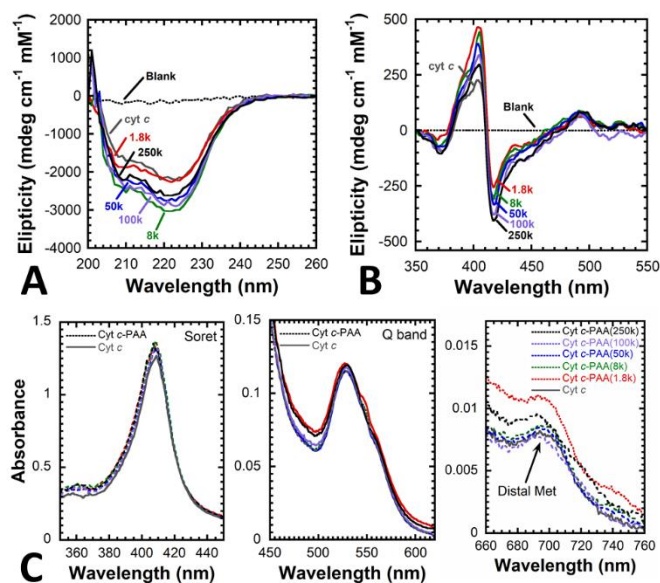 Elipticity (mdeg cm⁻¹ mM⁻¹)
2000
1000
0
-1000
-2000
-3000
-4000
Blank
cyt c
1.8k
250k
50k
100k
8k
200 210 220 230 240 250 260
Wavelength (nm)
A
Elipticity (mdeg cm⁻¹ mM⁻¹)
500
250
0
-250
-500
cyt c
Blank
1.8k
8k
50k
100k
250k
350 400 450 500 550
Wavelength (nm)
B
Absorbance
1.5
1
0.5
0
Cyt c-PAA
Cyt c
Soret
360 380 400 420 440
Wavelength (nm)
0.2
0.1
0
Cyt c-PAA
Cyt c
Q band
450 500 550 600
Wavelength (nm)
0.015
0.01
0.005
0
Cyt c-PAA(250k)
Cyt c-PAA(100k)
Cyt c-PAA(50k)
Cyt c-PAA(8k)
Cyt c-PAA(1.8k)
Cyt c
Distal Met
660 680 700 720 740 760
Wavelength (nm)
C